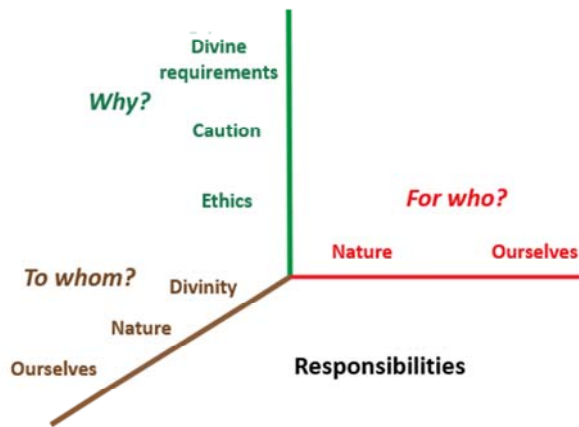 Divine
requirements
Why?
Caution
Ethics
For who?
Nature Ourselves
To whom?
Divinity
Nature
Ourselves
Responsibilities